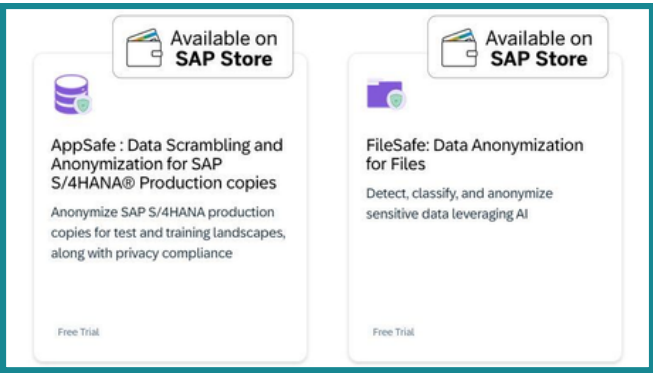 Available on
SAP Store
AppSafe : Data Scrambling and
Anonymization for SAP
S/4HANA® Production copies
Anonymize SAP S/4HANA production
copies for test and training landscapes,
along with privacy compliance
Free Trial
Available on
SAP Store
FileSafe: Data Anonymization
for Files
Detect, classify, and anonymize
sensitive data leveraging AI
Free Trial